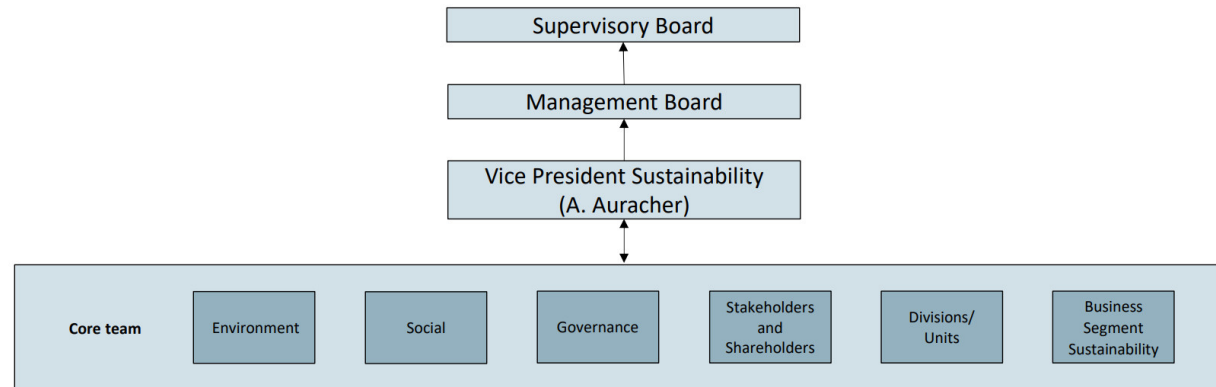 Supervisory Board
Management Board
Vice President Sustainability
(A. Auracher)
Core team
Environment
Social
Governance
Stakeholders
and
Shareholders
Divisions/
Units
Business
Segment
Sustainability